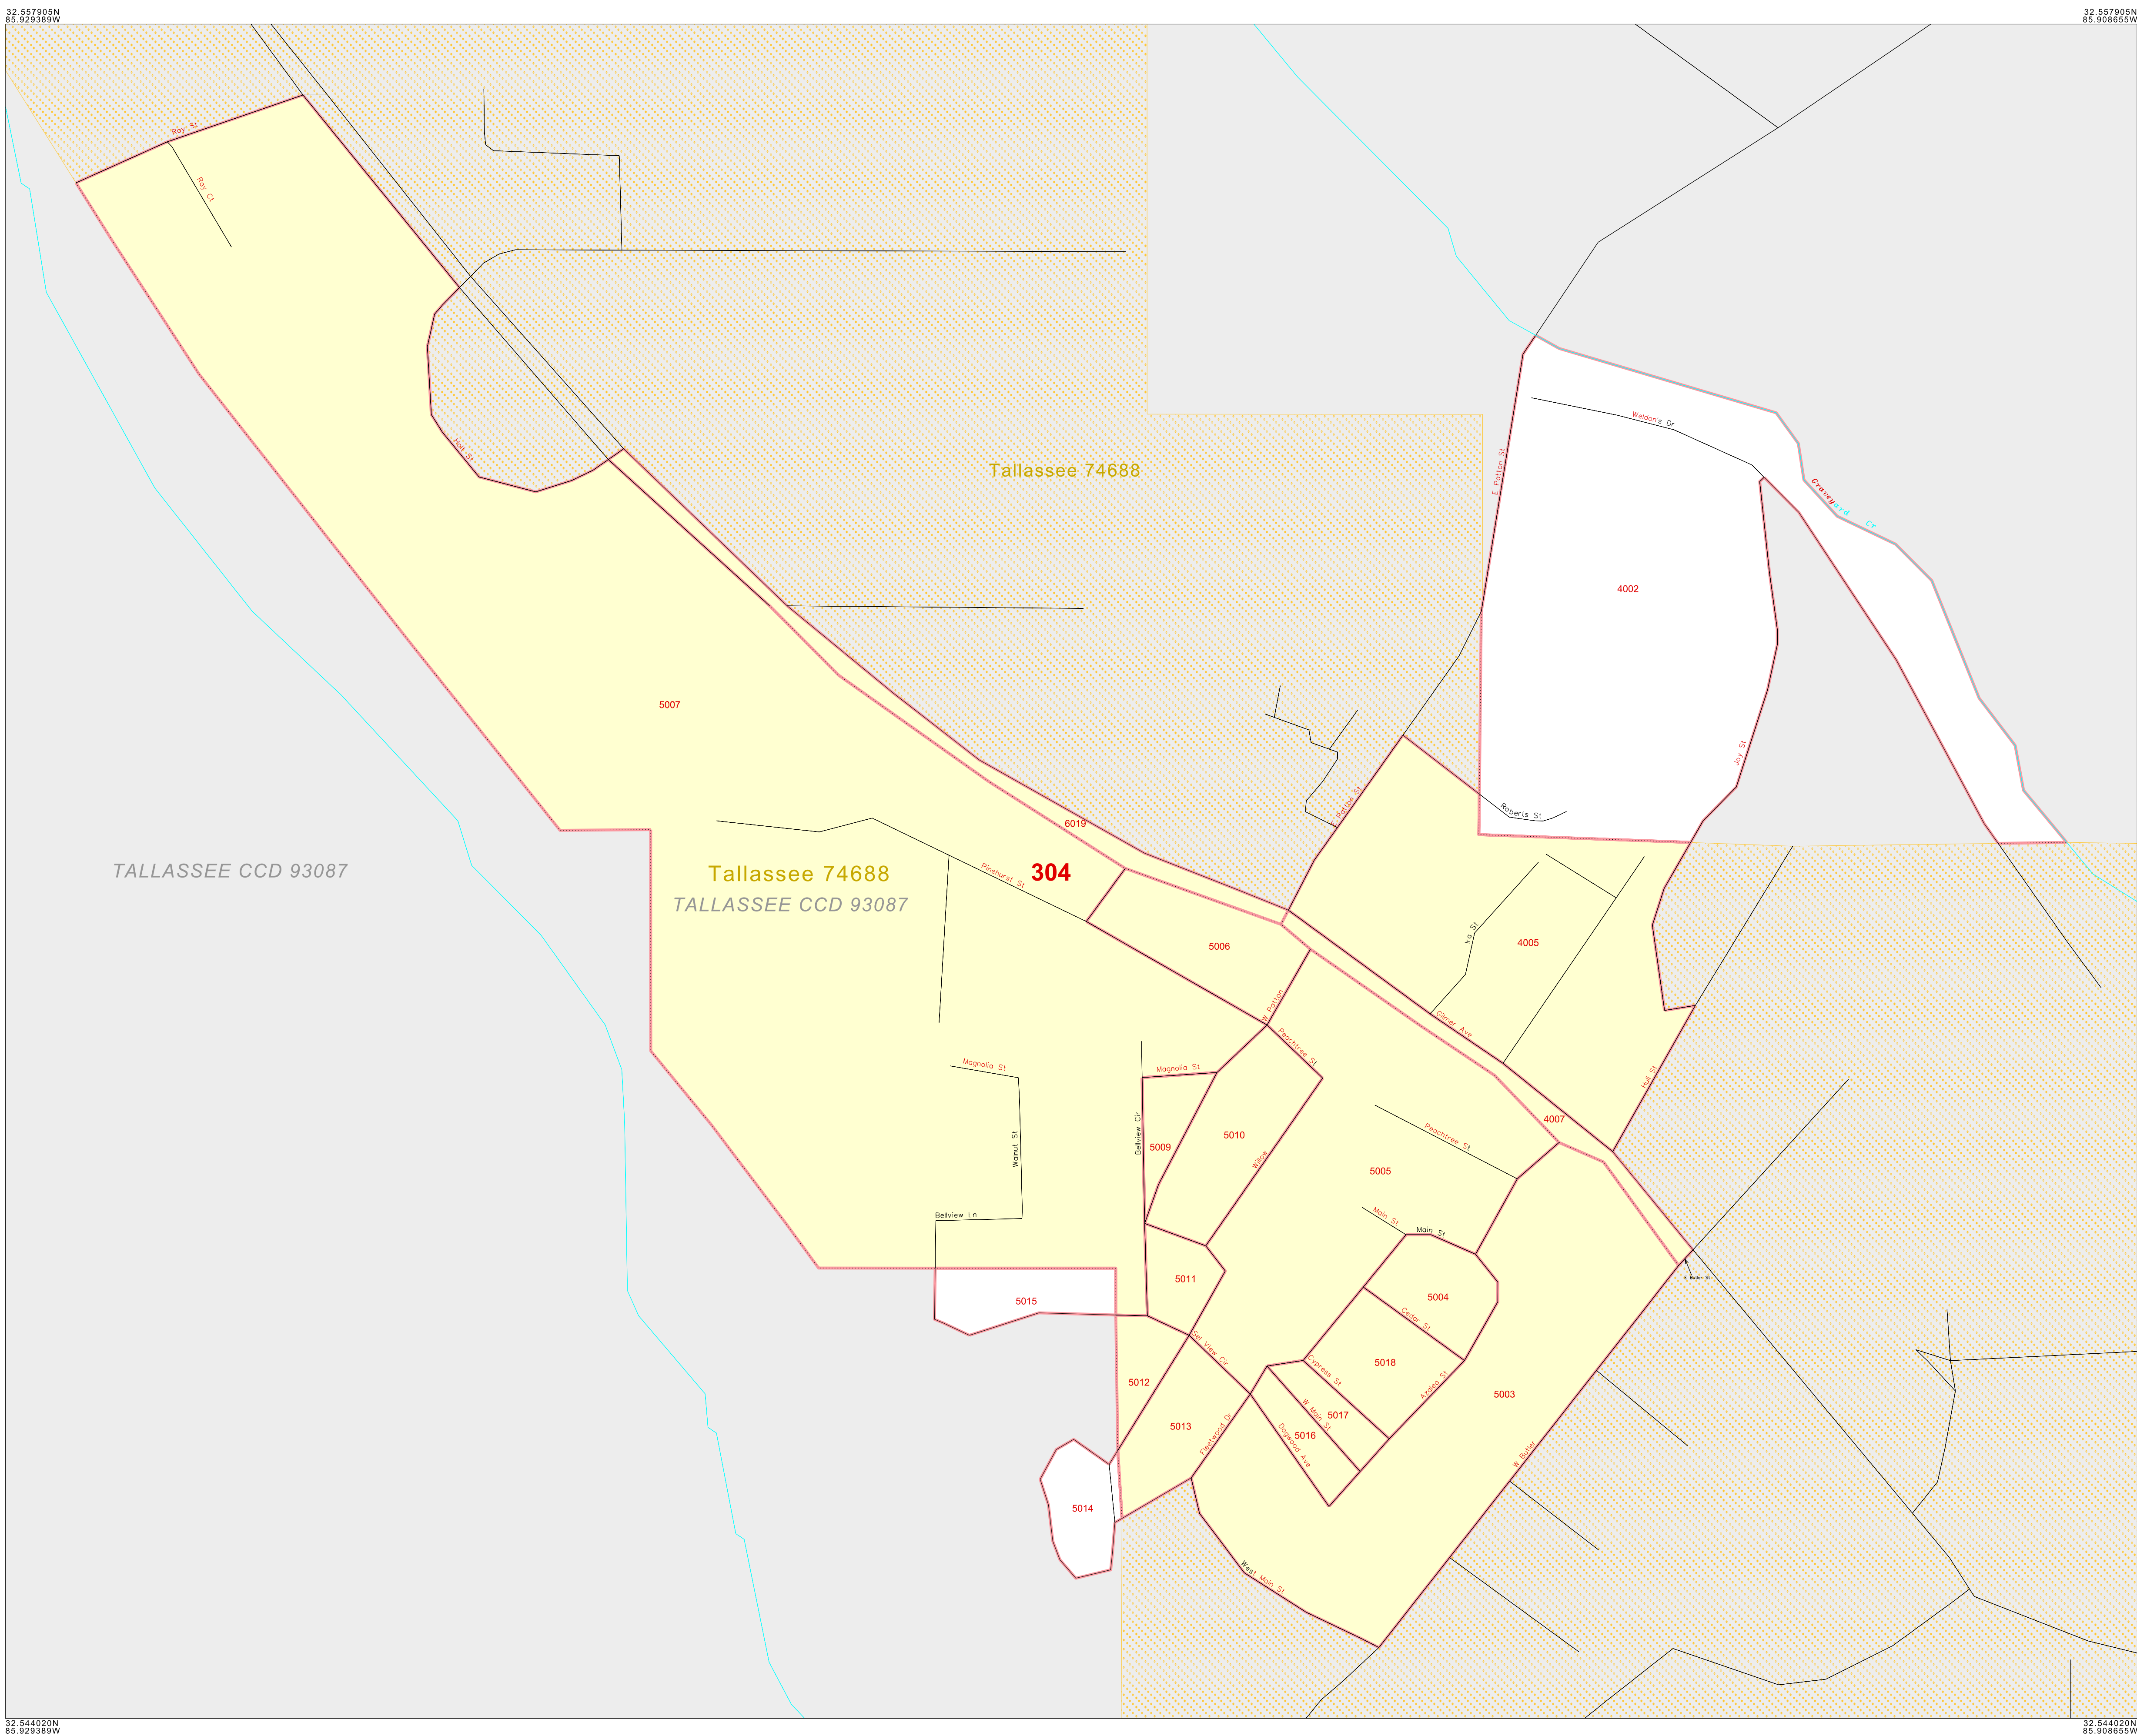 32.557905N
85.929389W
32.557905N
85.908655W
Ray St
Ray Ct
Holt St
Weldon's Dr
E Patton St
Graveyard Cr
Tallassee 74688
4002
5007
Jay St
E Patton St
Roberts St
6019
TALLASSEE CCD 93087
Tallassee 74688
304
Pinehurst St
TALLASSEE CCD 93087
5006
Ira St
4005
W Patton
Gilmer Ave
Peachtree St
Magnolia St
Magnolia St
Hull St
Bellview Cir
Walnut St
5009
5010
Willow
4007
Peachtree St
5005
Bellview Ln
Main St
Main St
5011
E Butler St
5015
5004
Cedar St
Sel View Cir
5012
5018
Cypress St
Azalea St
5003
5013
Fleetwood Dr
5017
W Main St
5016
Dogwood Ave
W Butler
5014
West Main St
32.544020N
85.929389W
32.544020N
85.908655W